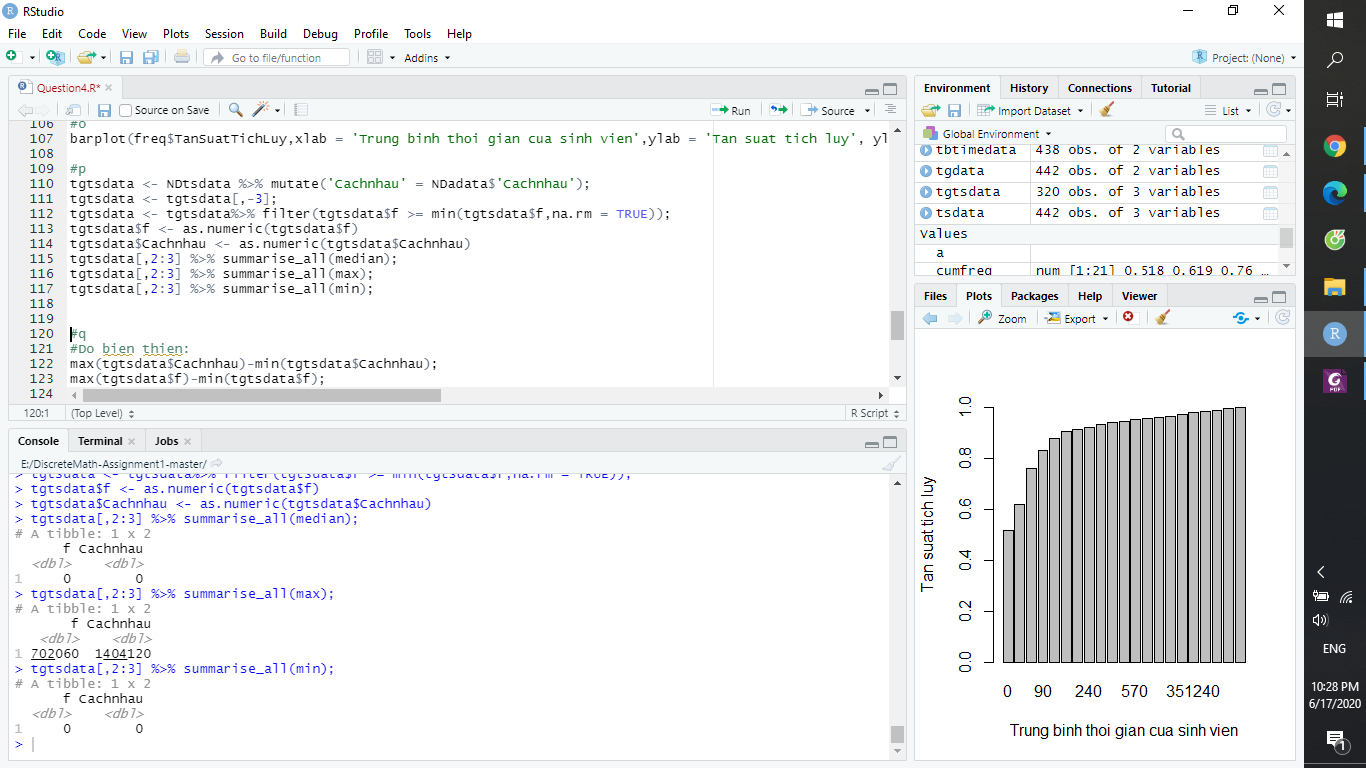 RStudio
File Edit Code View Plots Session Build Debug Profile Tools Help
Go to file/function Addins Project: (None)
Question4.R*
Source on Save Run Source
106 #o
107 barplot(freq$TanSuatTichLuy,xlab = 'Trung binh thoi gian cua sinh vien',ylab = 'Tan suat tich luy', yl
108
109 #p
110 tgtsdata <- NDtsdata %>% mutate('Cachnhau' = NDadata$'Cachnhau');
111 tgtsdata <- tgtsdata[,-3];
112 tgtsdata <- tgtsdata%>% filter(tgtsdata$f >= min(tgtsdata$f,na.rm = TRUE));
113 tgtsdata$f <- as.numeric(tgtsdata$f)
114 tgtsdata$Cachnhau <- as.numeric(tgtsdata$Cachnhau)
115 tgtsdata[,2:3] %>% summarise_all(median);
116 tgtsdata[,2:3] %>% summarise_all(max);
117 tgtsdata[,2:3] %>% summarise_all(min);
118
119
120 #q
121 #Do bien thien:
122 max(tgtsdata$Cachnhau)-min(tgtsdata$Cachnhau);
123 max(tgtsdata$f)-min(tgtsdata$f);
124
120:1 (Top Level) R Script
Console Terminal Jobs
E:/DiscreteMath-Assignment1-master/
> tgtsdata <- tgtsdata%>% filter(tgtsdata$f >= min(tgtsdata$f,na.rm = TRUE));
> tgtsdata$f <- as.numeric(tgtsdata$f)
> tgtsdata$Cachnhau <- as.numeric(tgtsdata$Cachnhau)
> tgtsdata[,2:3] %>% summarise_all(median);
# A tibble: 1 x 2
f Cachnhau
<dbl> <dbl>
1 0 0
> tgtsdata[,2:3] %>% summarise_all(max);
# A tibble: 1 x 2
f Cachnhau
<dbl> <dbl>
1 702060 1404120
> tgtsdata[,2:3] %>% summarise_all(min);
# A tibble: 1 x 2
f Cachnhau
<dbl> <dbl>
1 0 0
>
Environment History Connections Tutorial
Import Dataset List
Global Environment
tbtimedata 438 obs. of 2 variables
tgdata 442 obs. of 2 variables
tgtsdata 320 obs. of 3 variables
tsdata 442 obs. of 3 variables
Values
a
cumfreq num [1:21] 0.518 0.619 0.76 …
Files Plots Packages Help Viewer
Zoom Export
Tan suat tich luy
1.0
0.8
0.6
0.4
0.2
0.0
0 90 240 570 351240
Trung binh thoi gian cua sinh vien
R
PDF
ENG
10:28 PM
6/17/2020
1